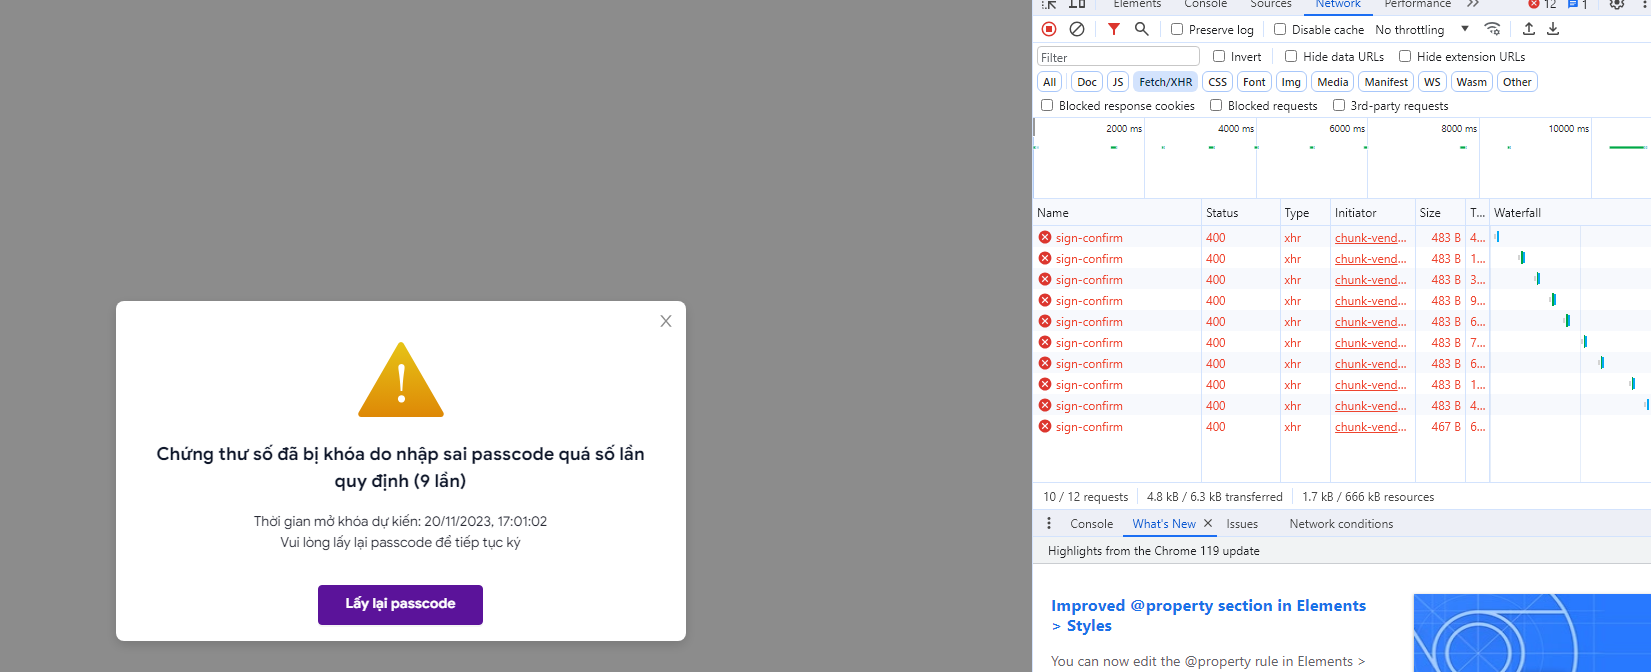 Chứng thư số đã bị khóa do nhập sai passcode quá số lần
quy định (9 lần)
Thời gian mở khóa dự kiến: 20/11/2023, 17:01:02
Vui lòng lấy lại passcode để tiếp tục ký
Lấy lại passcode
Elements Console Sources Network Performance 12 1
Preserve log Disable cache No throttling
Filter Invert Hide data URLs Hide extension URLs
All Doc JS Fetch/XHR CSS Font Img Media Manifest WS Wasm Other
Blocked response cookies Blocked requests 3rd-party requests
2000 ms 4000 ms 6000 ms 8000 ms 10000 ms
Name Status Type Initiator Size T... Waterfall
sign-confirm 400 xhr chunk-vend... 483 B 4...
sign-confirm 400 xhr chunk-vend... 483 B 1...
sign-confirm 400 xhr chunk-vend... 483 B 3...
sign-confirm 400 xhr chunk-vend... 483 B 9...
sign-confirm 400 xhr chunk-vend... 483 B 6...
sign-confirm 400 xhr chunk-vend... 483 B 7...
sign-confirm 400 xhr chunk-vend... 483 B 6...
sign-confirm 400 xhr chunk-vend... 483 B 1...
sign-confirm 400 xhr chunk-vend... 483 B 4...
sign-confirm 400 xhr chunk-vend... 467 B 6...
10 / 12 requests 4.8 kB / 6.3 kB transferred 1.7 kB / 666 kB resources
Console What's New Issues Network conditions
Highlights from the Chrome 119 update
Improved @property section in Elements
> Styles
You can now edit the @property rule in Elements >